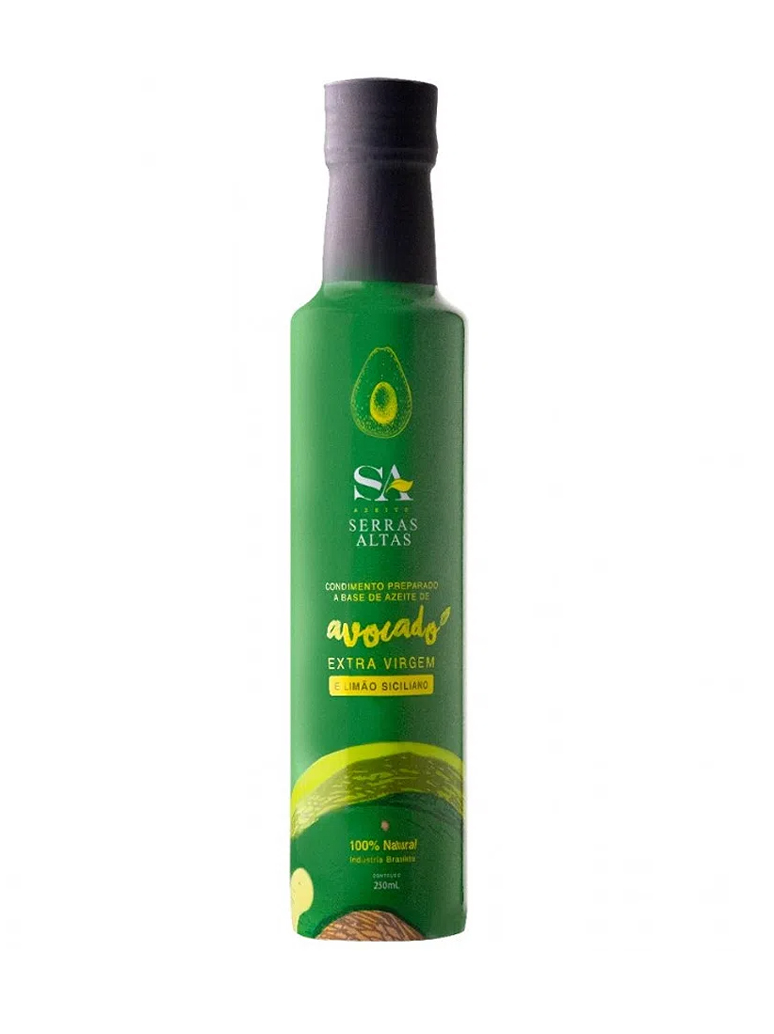 SA
AZEITE
SERRAS
ALTAS
CONDIMENTO PREPARADO
A BASE DE AZEITE DE
avocado
EXTRA VIRGEM
E LIMÃO SICILIANO
100% Natural
Indústria Brasileira
CONTEÚDO
250mL